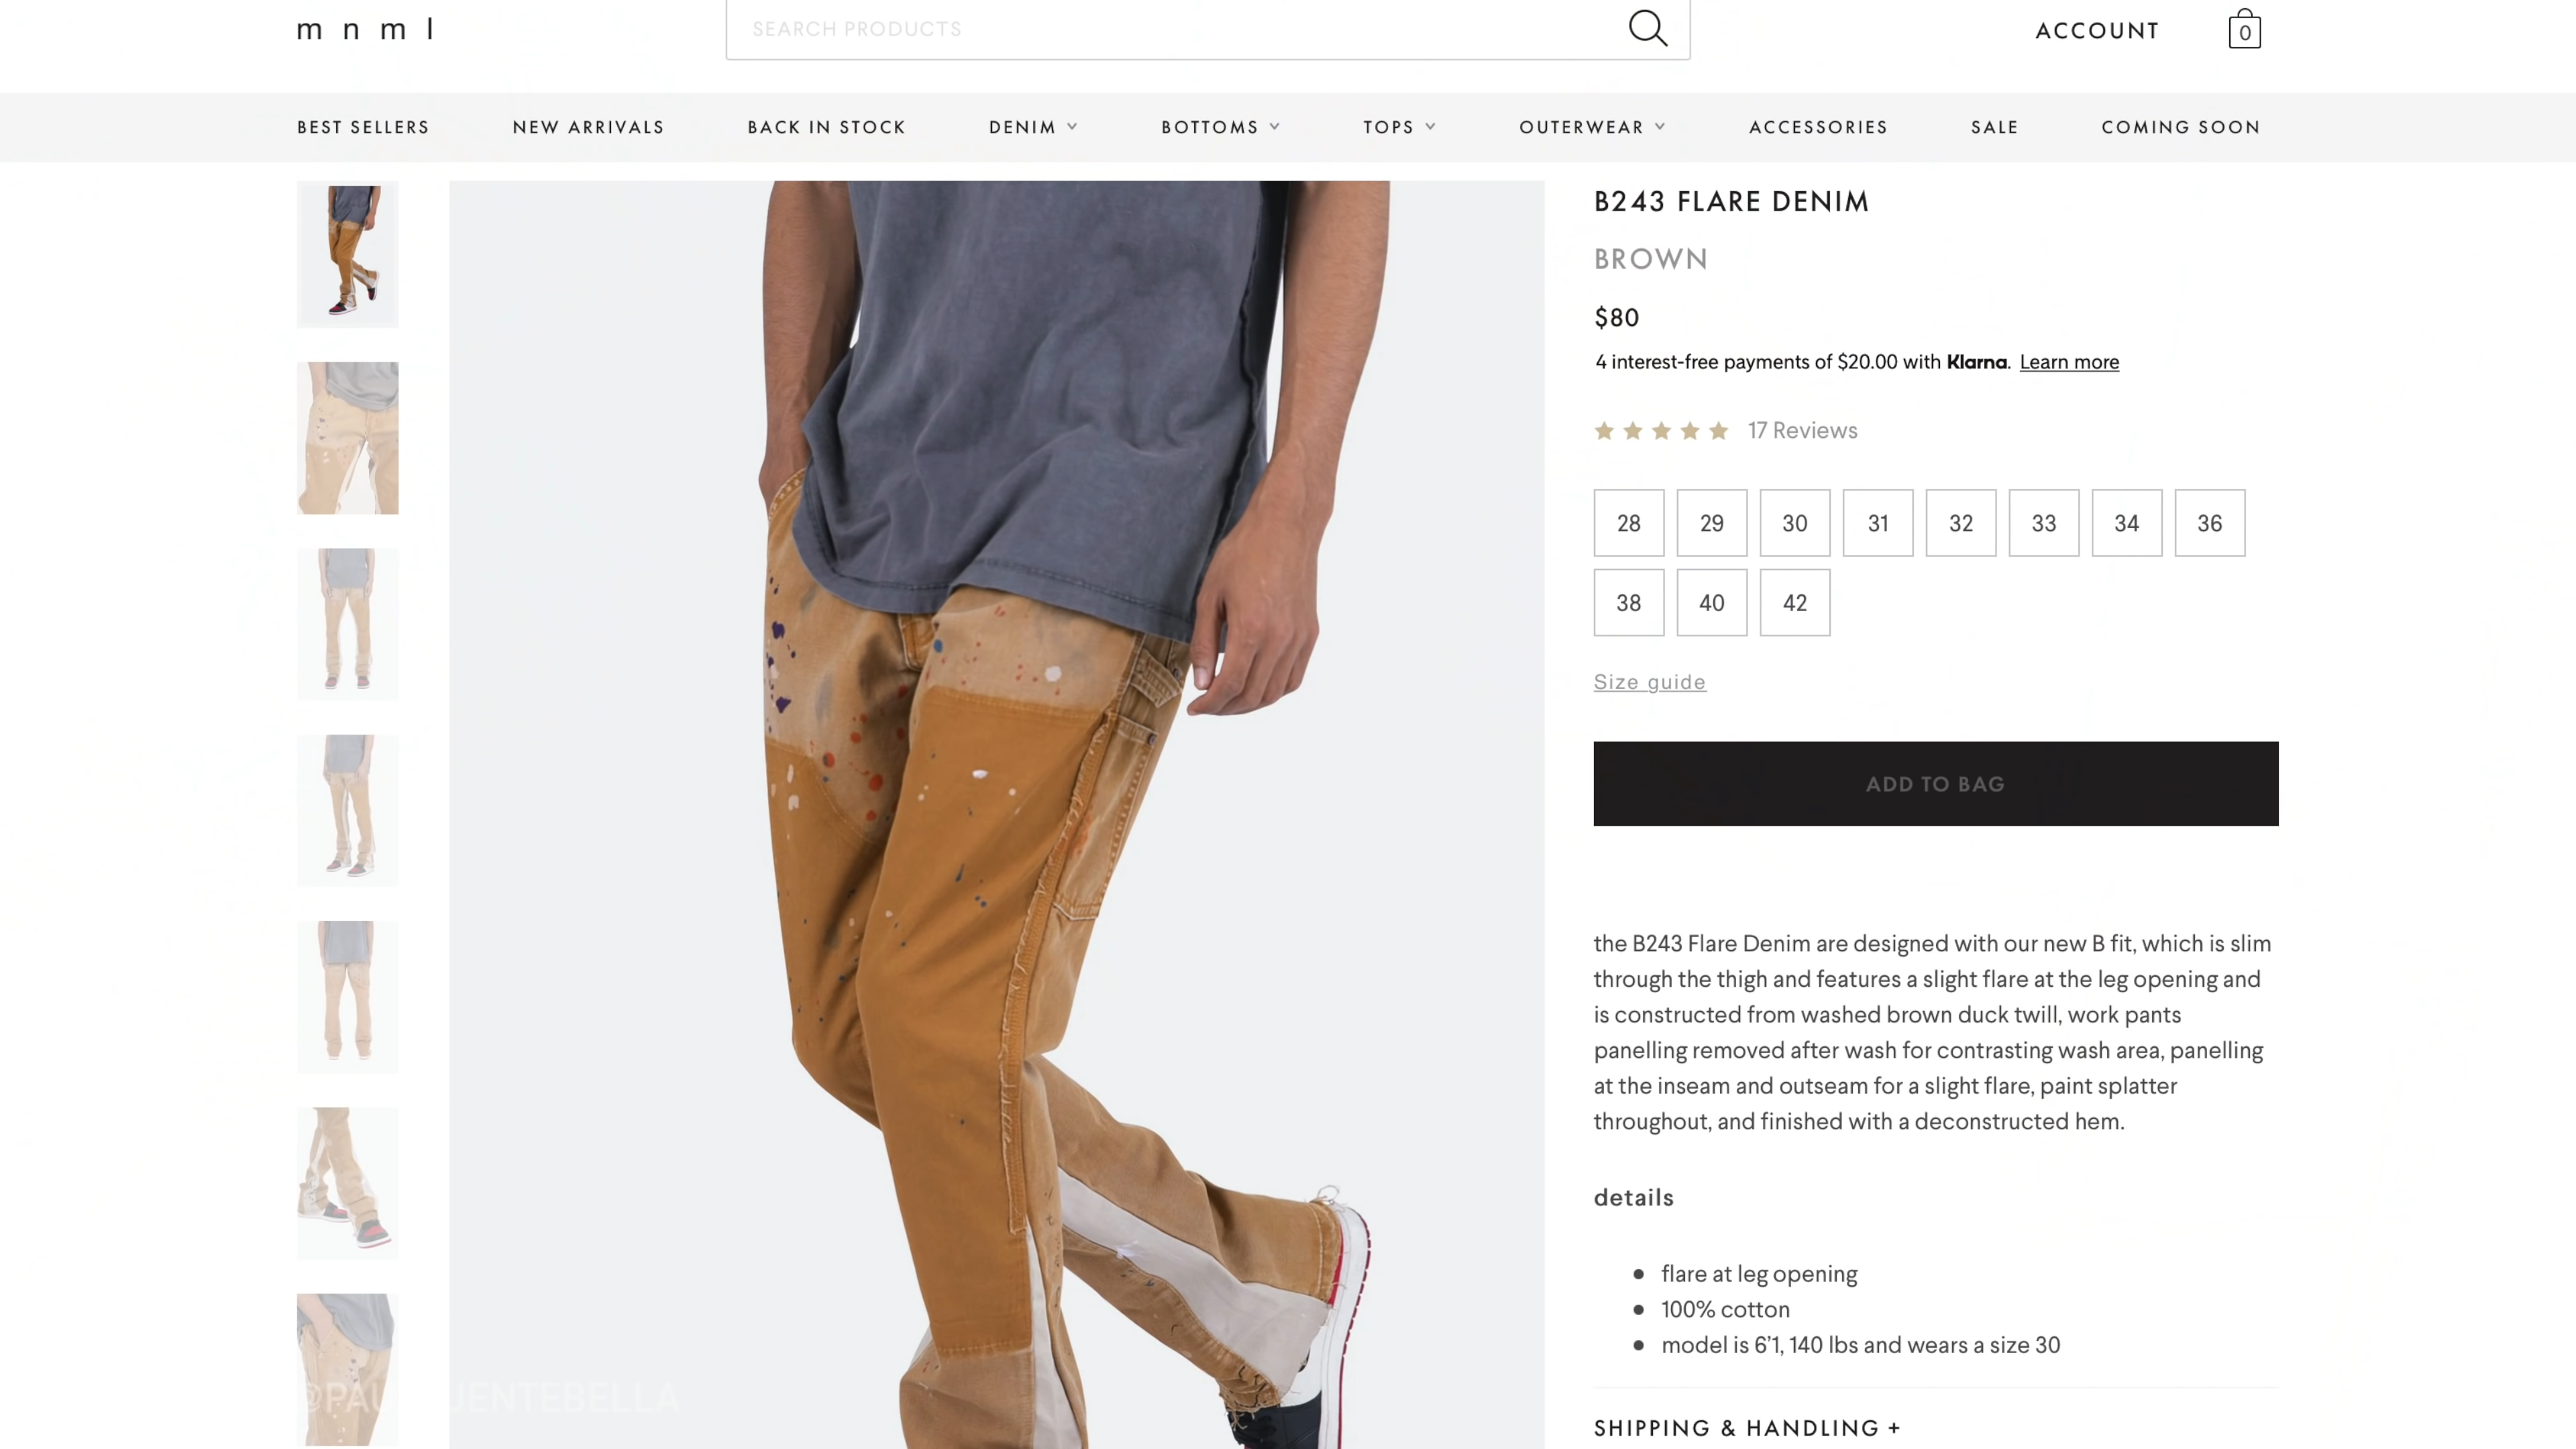 m n m l
SEARCH PRODUCTS
ACCOUNT
0
BEST SELLERS NEW ARRIVALS BACK IN STOCK DENIM BOTTOMS TOPS OUTERWEAR ACCESSORIES SALE COMING SOON
B243 FLARE DENIM
BROWN
$80
4 interest-free payments of $20.00 with Klarna. Learn more
17 Reviews
28 29 30 31 32 33 34 36
38 40 42
Size guide
ADD TO BAG
the B243 Flare Denim are designed with our new B fit, which is slim
through the thigh and features a slight flare at the leg opening and
is constructed from washed brown duck twill, work pants
panelling removed after wash for contrasting wash area, panelling
at the inseam and outseam for a slight flare, paint splatter
throughout, and finished with a deconstructed hem.
details
• flare at leg opening
• 100% cotton
• model is 6'1, 140 lbs and wears a size 30
SHIPPING & HANDLING +